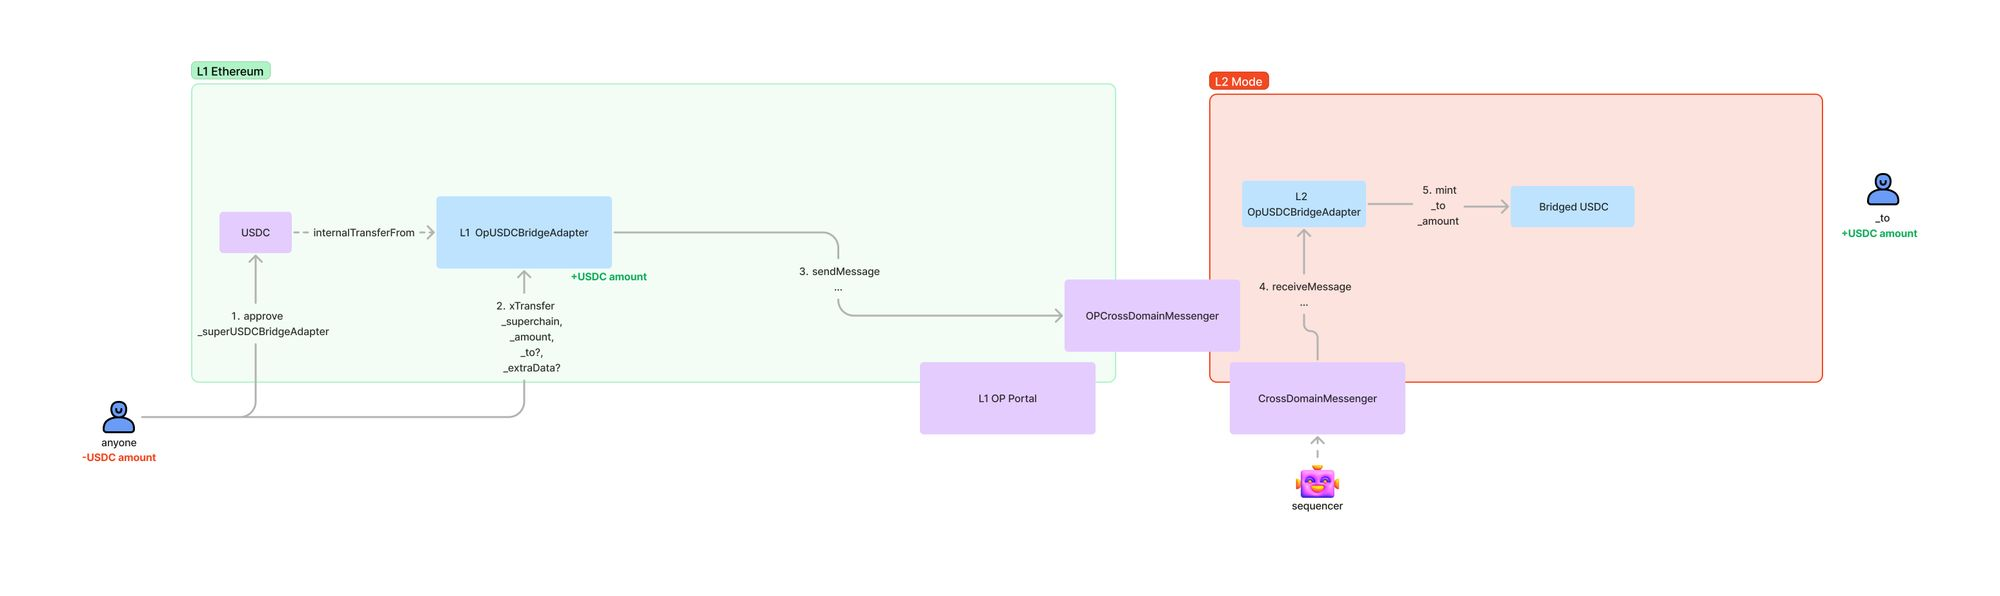 L1 Ethereum
USDC
internalTransferFrom
L1 OpUSDCBridgeAdapter
+USDC amount
1. approve
_superUSDCBridgeAdapter
2. xTransfer
_superchain,
_amount,
_to?,
_extraData?
anyone
-USDC amount
3. sendMessage
...
OPCrossDomainMessenger
L1 OP Portal
L2 Mode
L2
OpUSDCBridgeAdapter
5. mint
_to
_amount
Bridged USDC
4. receiveMessage
...
CrossDomainMessenger
sequencer
_to
+USDC amount